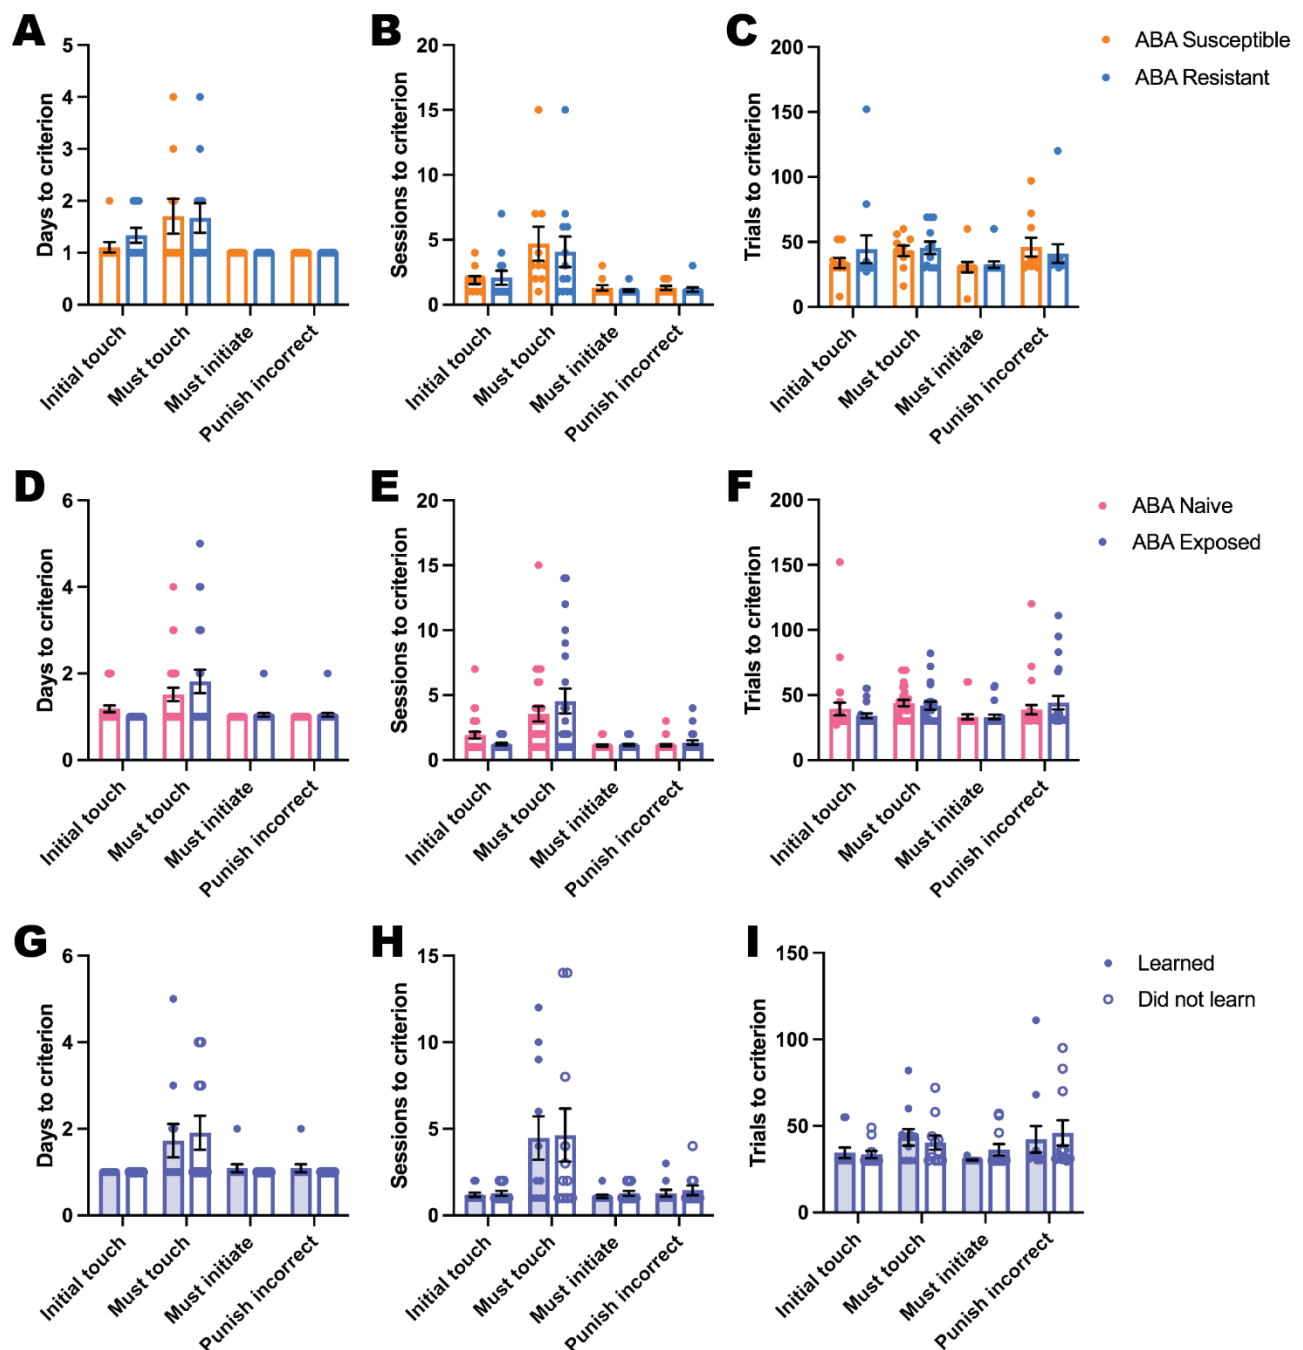 A
Days to criterion
5
4
3
2
1
0
Initial touch
Must touch
Must initiate
Punish incorrect
B
Sessions to criterion
20
15
10
5
0
Initial touch
Must touch
Must initiate
Punish incorrect
C
Trials to criterion
200
150
100
50
0
Initial touch
Must touch
Must initiate
Punish incorrect
ABA Susceptible
ABA Resistant
D
Days to criterion
6
4
2
0
Initial touch
Must touch
Must initiate
Punish incorrect
E
Sessions to criterion
20
15
10
5
0
Initial touch
Must touch
Must initiate
Punish incorrect
F
Trials to criterion
200
150
100
50
0
Initial touch
Must touch
Must initiate
Punish incorrect
ABA Naive
ABA Exposed
G
Days to criterion
6
4
2
0
Initial touch
Must touch
Must initiate
Punish incorrect
H
Sessions to criterion
15
10
5
0
Initial touch
Must touch
Must initiate
Punish incorrect
I
Trials to criterion
150
100
50
0
Initial touch
Must touch
Must initiate
Punish incorrect
Learned
Did not learn